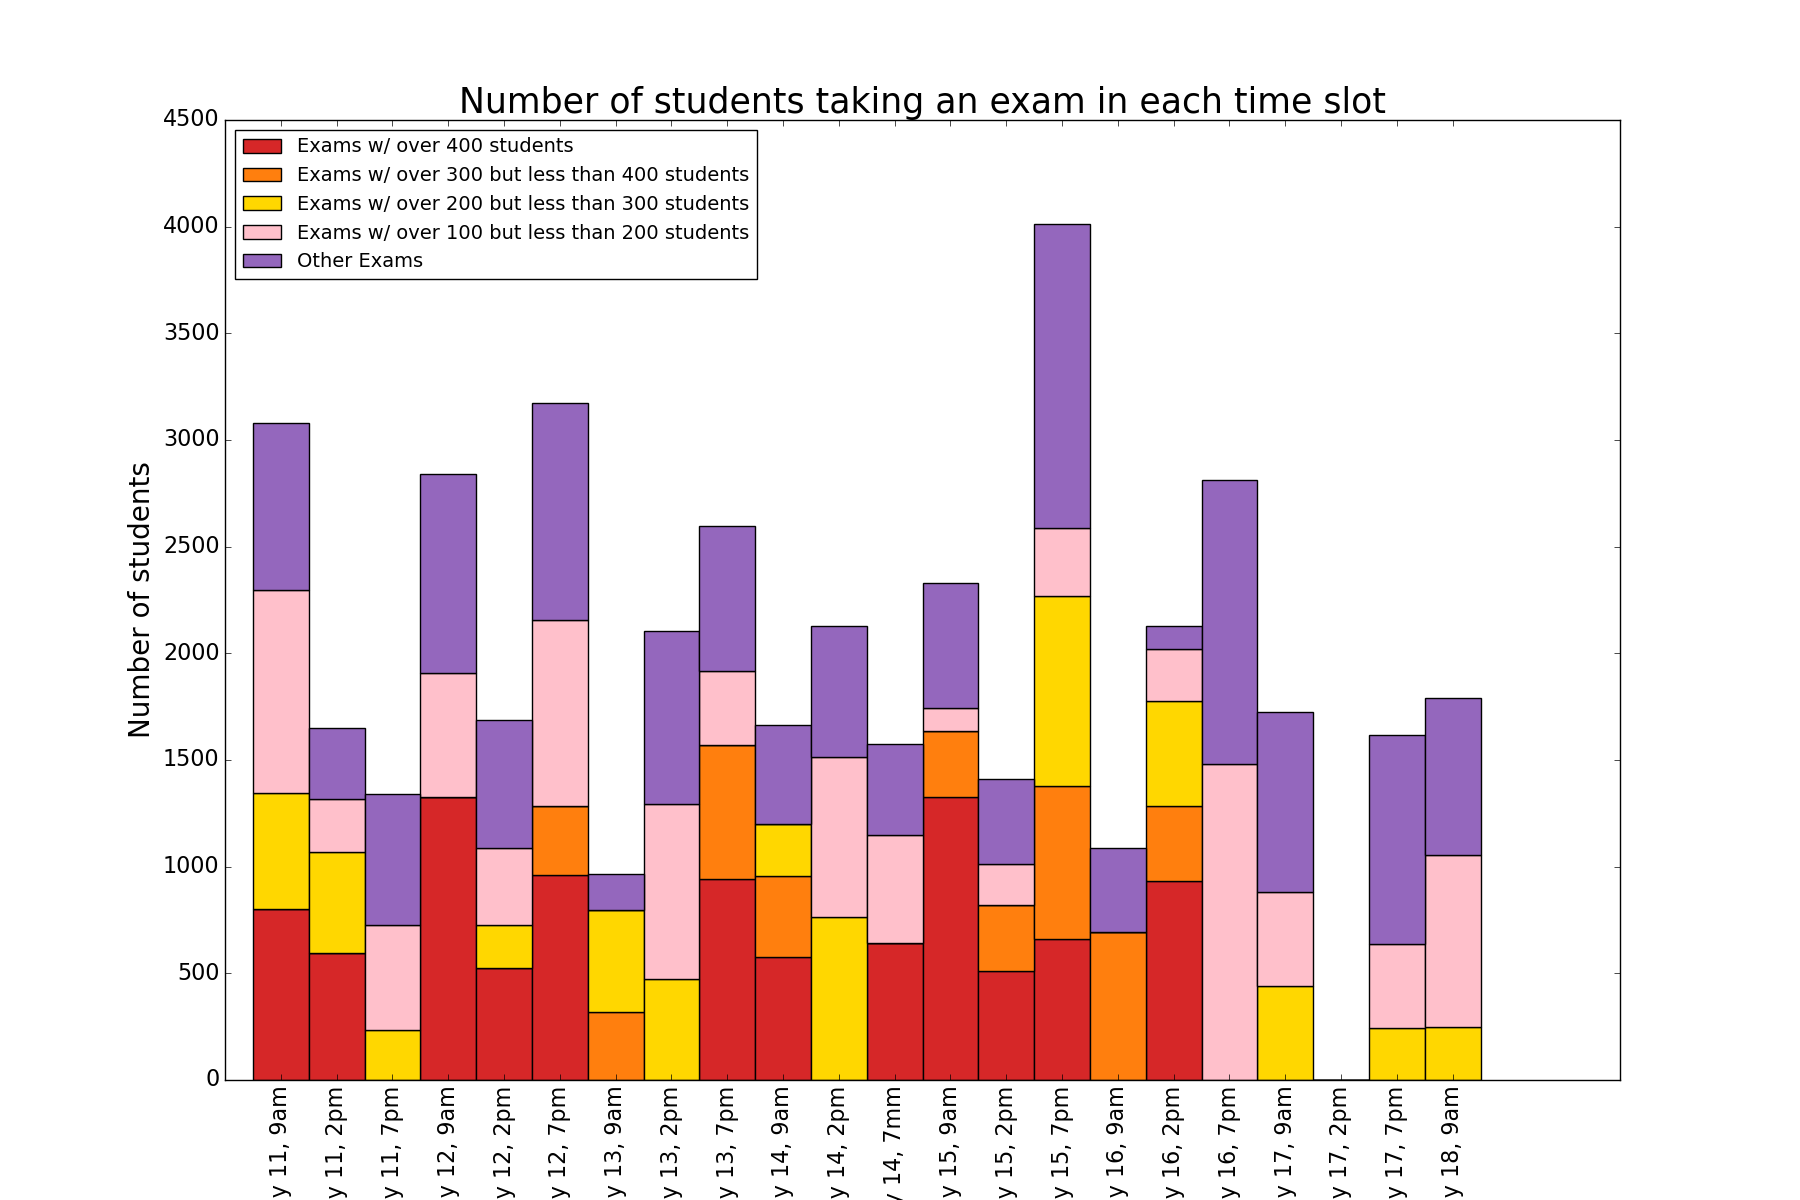 Number of students taking an exam in each time slot
Exams w/ over 400 students
Exams w/ over 300 but less than 400 students
Exams w/ over 200 but less than 300 students
Exams w/ over 100 but less than 200 students
Other Exams
Number of students
4500
4000
3500
3000
2500
2000
1500
1000
500
0
y 11, 9am
y 11, 2pm
y 11, 7pm
y 12, 9am
y 12, 2pm
y 12, 7pm
y 13, 9am
y 13, 2pm
y 13, 7pm
y 14, 9am
y 14, 2pm
y 14, 7mm
y 15, 9am
y 15, 2pm
y 15, 7pm
y 16, 9am
y 16, 2pm
y 16, 7pm
y 17, 9am
y 17, 2pm
y 17, 7pm
y 18, 9am